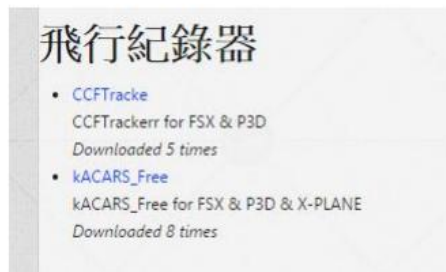 飛行紀錄器
CCFTracke
CCFTrackerr for FSX & P3D
Downloaded 5 times
kACARS_Free
kACARS_Free for FSX & P3D & X-PLANE
Downloaded 8 times